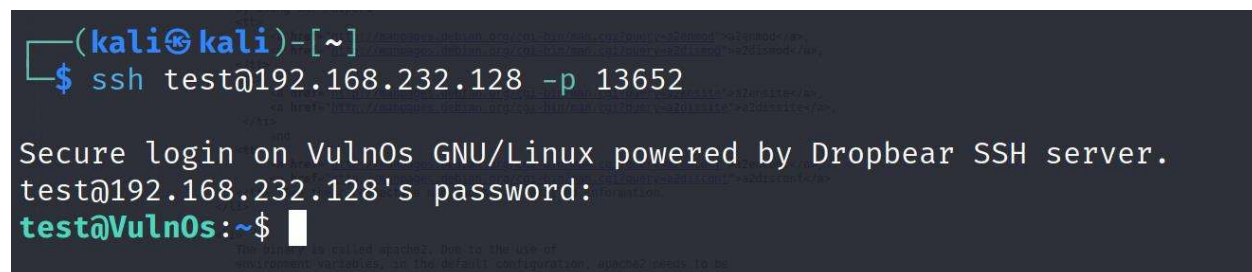 (kali㉿kali)-[~]
$ ssh test@192.168.232.128 -p 13652
Secure login on VulnOs GNU/Linux powered by Dropbear SSH server.
test@192.168.232.128's password:
test@VulnOs:~$